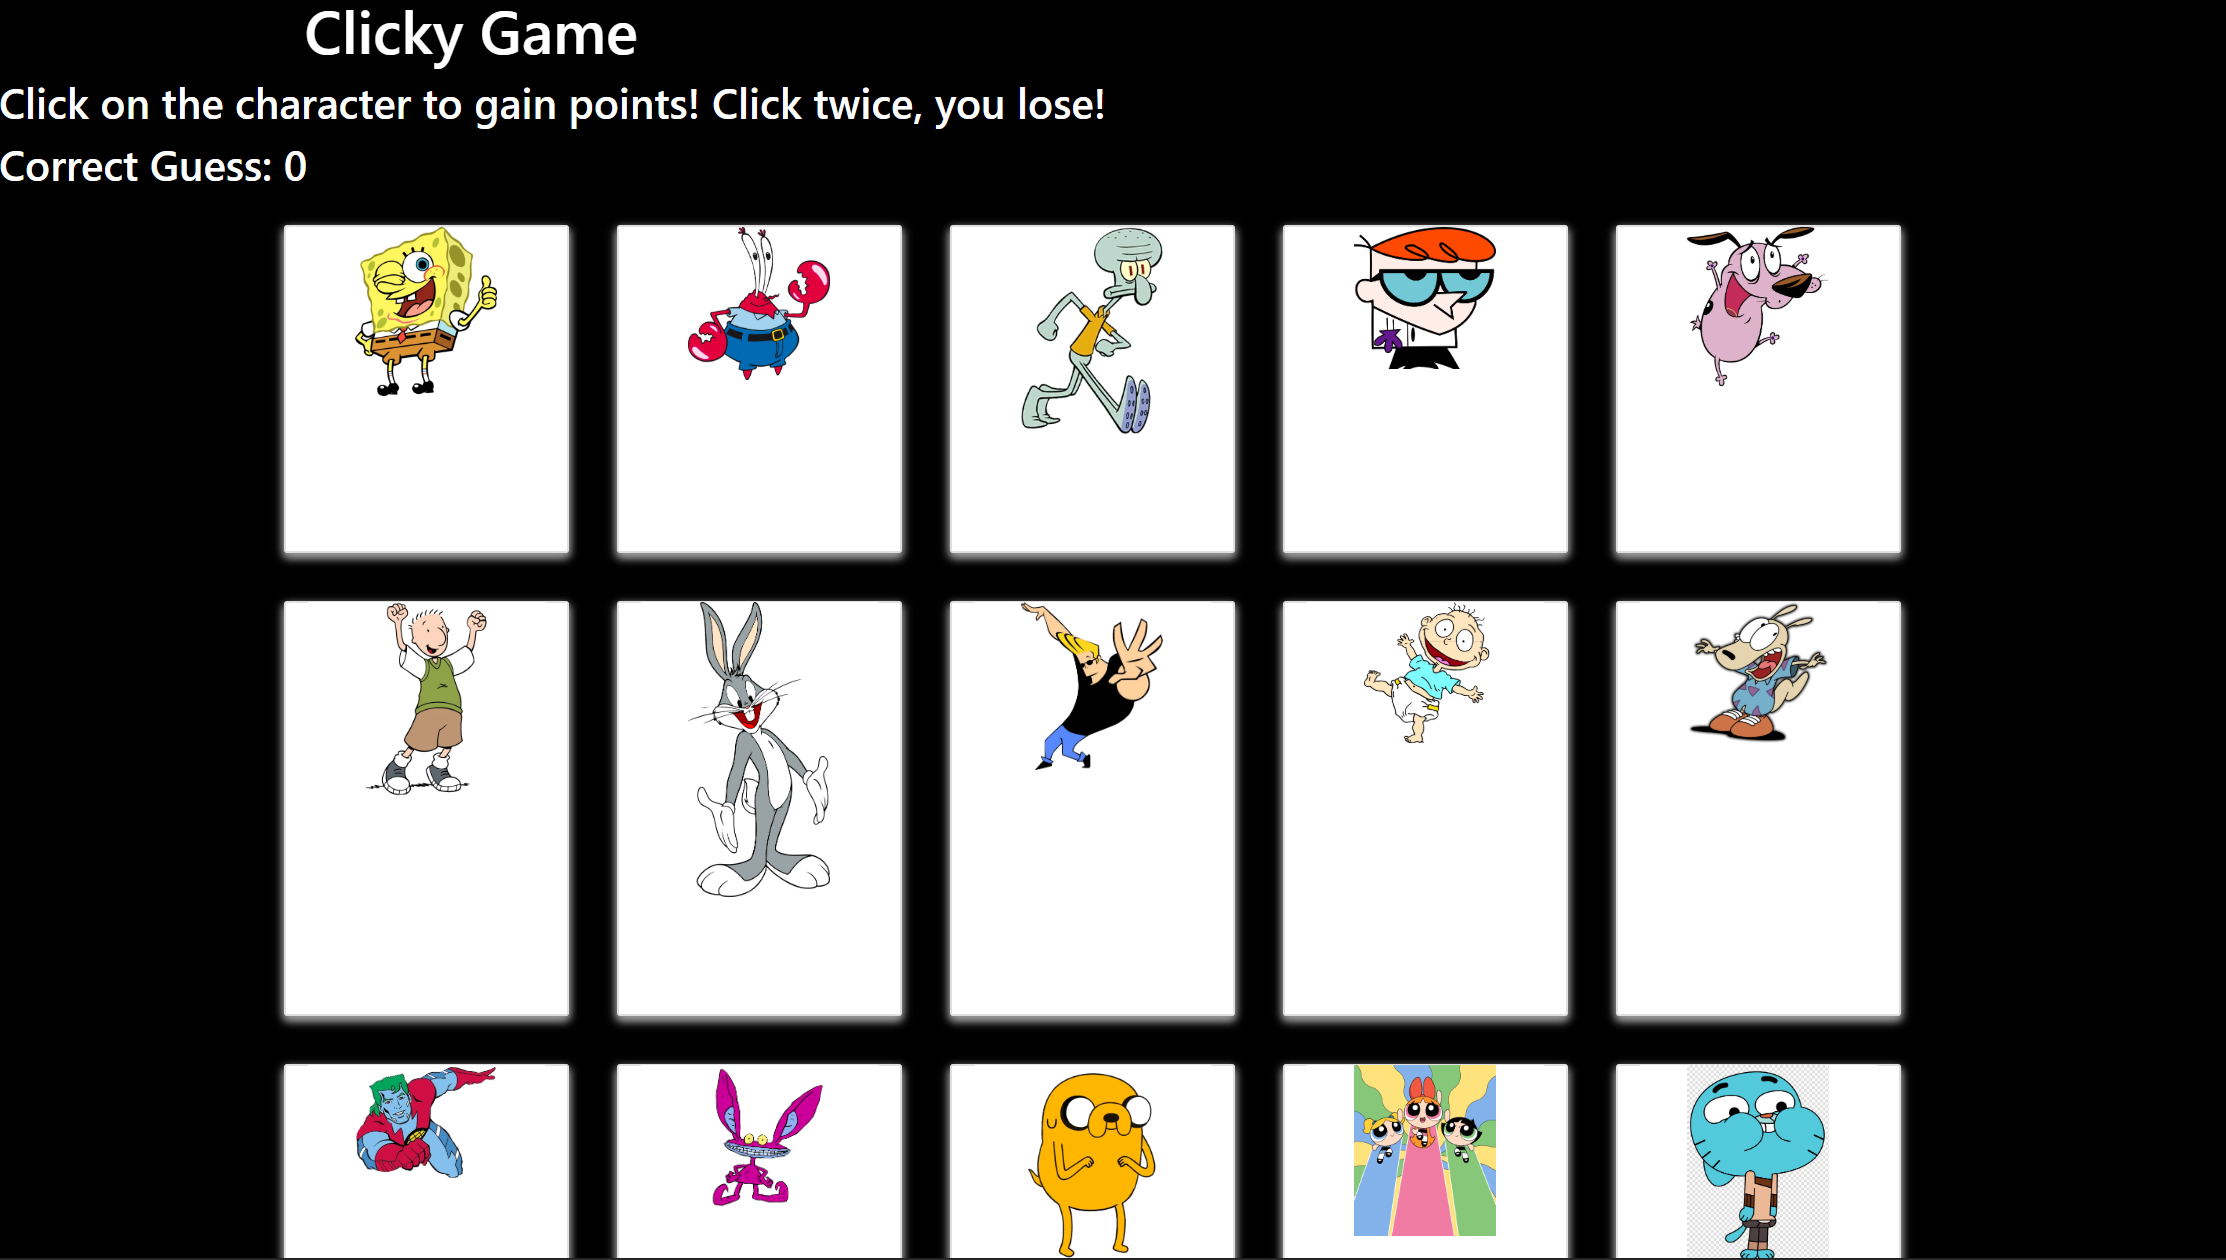 Clicky Game
Click on the character to gain points! Click twice, you lose!
Correct Guess: 0